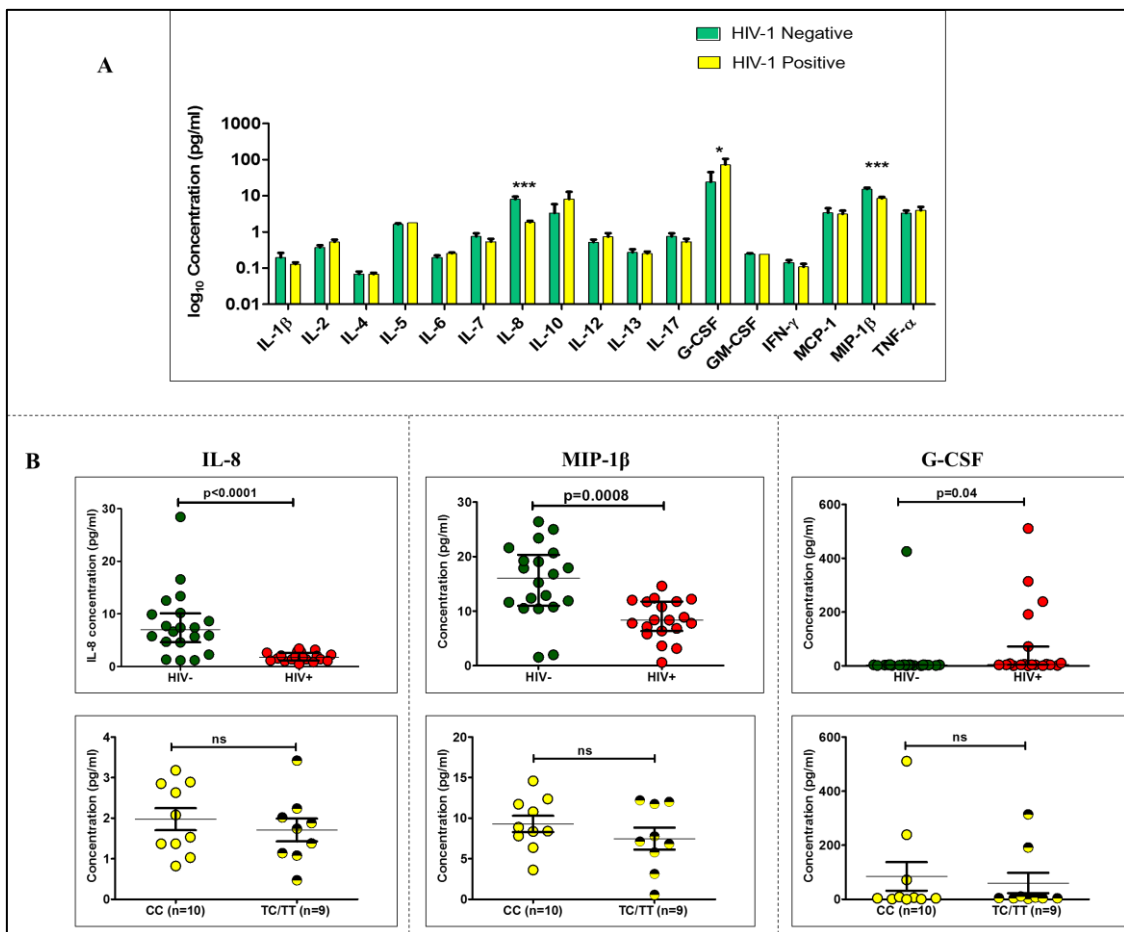 HIV-1 Negative
HIV-1 Positive
A
log₁₀ Concentration (pg/ml)
1000
100
10
1
0.1
0.01
*** * ***
IL-1β IL-2 IL-4 IL-5 IL-6 IL-7 IL-8 IL-10 IL-12 IL-13 IL-17 G-CSF GM-CSF IFN-γ MCP-1 MIP-1β TNF-α
B
IL-8
p<0.0001
IL-8 concentration (pg/ml)
30
20
10
0
HIV- HIV+
MIP-1β
p=0.0008
Concentration (pg/ml)
30
20
10
0
HIV- HIV+
G-CSF
p=0.04
Concentration (pg/ml)
600
400
200
0
HIV- HIV+
ns
Concentration (pg/ml)
4
3
2
1
0
CC (n=10) TC/TT (n=9)
ns
Concentration (pg/ml)
20
15
10
5
0
CC (n=10) TC/TT (n=9)
ns
Concentration (pg/ml)
600
400
200
0
CC (n=10) TC/TT (n=9)